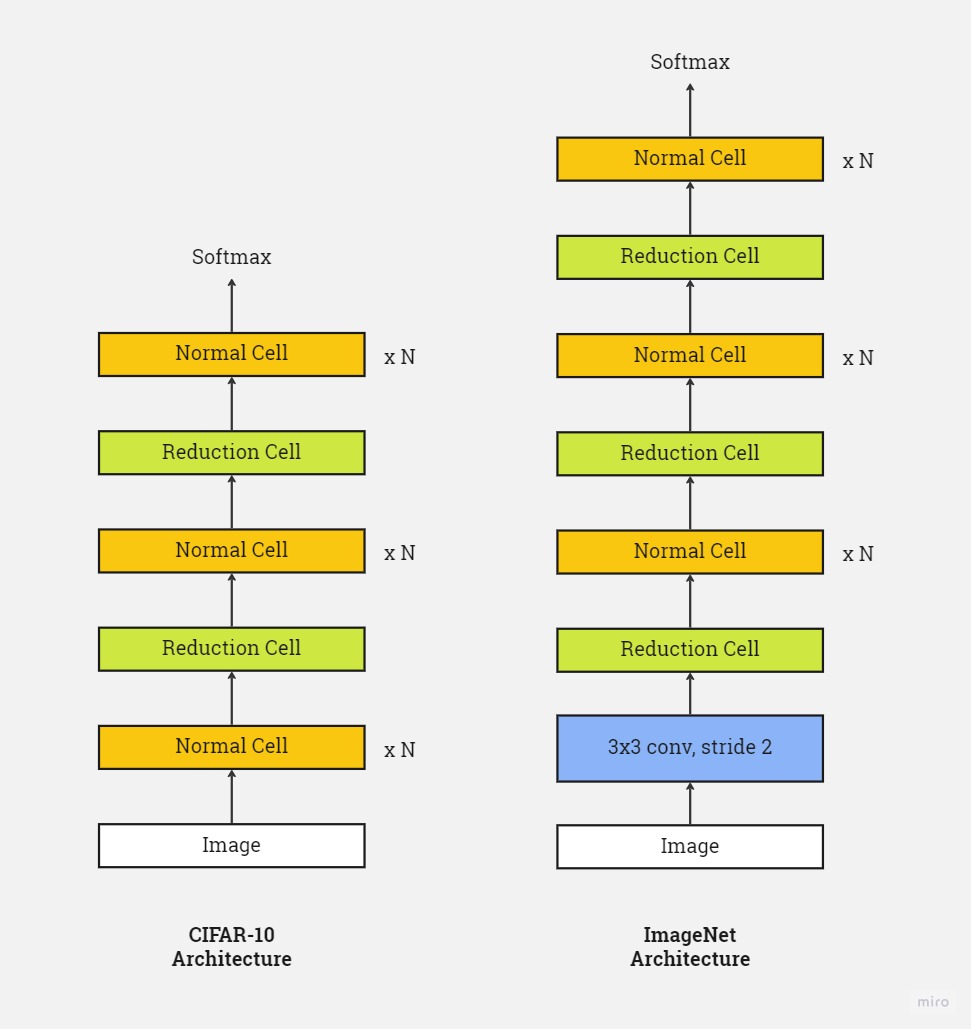 Softmax
Normal Cell
x N
Reduction Cell
Normal Cell
x N
Reduction Cell
Normal Cell
x N
Image
CIFAR-10
Architecture
Softmax
Normal Cell
x N
Reduction Cell
Normal Cell
x N
Reduction Cell
Normal Cell
x N
Reduction Cell
3x3 conv, stride 2
Image
ImageNet
Architecture
miro